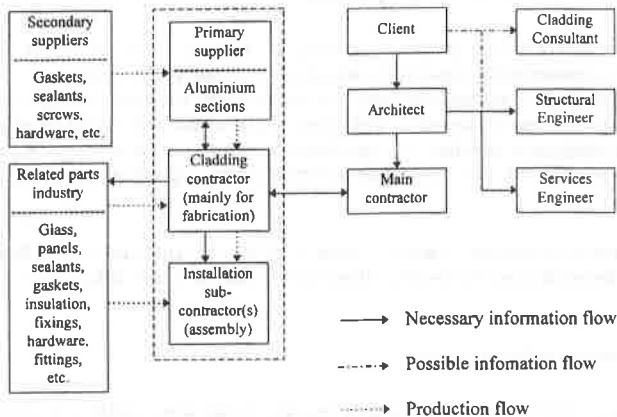 Secondary
suppliers
Gaskets,
sealants,
screws,
hardware, etc.
Primary
supplier
Aluminium
sections
Client
Cladding
Consultant
Architect
Structural
Engineer
Related parts
industry
Glass,
panels,
sealants,
gaskets,
insulation,
fixings,
hardware,
fittings,
etc.
Cladding
contractor
(mainly for
fabrication)
Main
contractor
Services
Engineer
Installation
sub-
contractor(s)
(assembly)
Necessary information flow
Possible infomation flow
Production flow